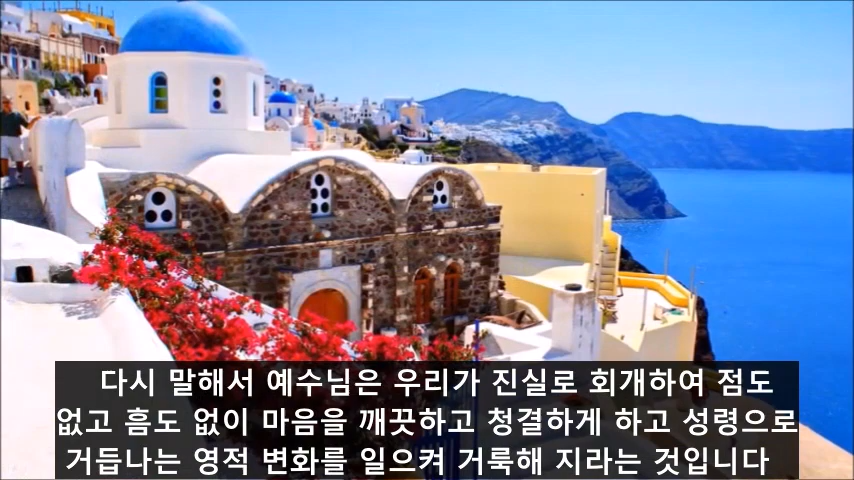 다시 말해서 예수님은 우리가 진실로 회개하여 점도
없고 흠도 없이 마음을 깨끗하고 청결하게 하고 성령으로
거듭나는 영적 변화를 일으켜 거룩해 지라는 것입니다